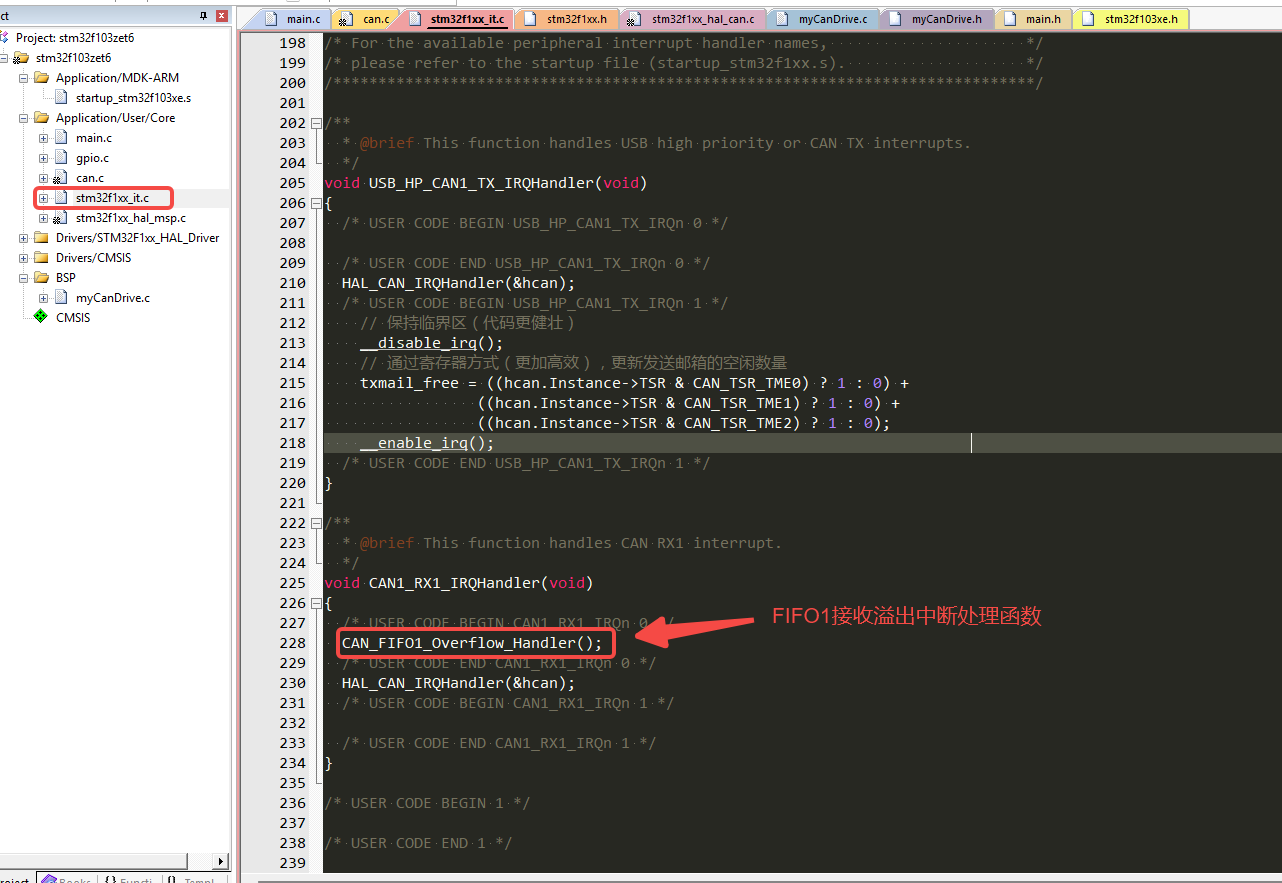 ct
Project: stm32f103zet6
stm32f103zet6
Application/MDK-ARM
startup_stm32f103xe.s
Application/User/Core
main.c
gpio.c
can.c
stm32f1xx_it.c
stm32f1xx_hal_msp.c
Drivers/STM32F1xx_HAL_Driver
Drivers/CMSIS
BSP
myCanDrive.c
CMSIS
main.c can.c stm32f1xx_it.c stm32f1xx.h stm32f1xx_hal_can.c myCanDrive.c myCanDrive.h main.h stm32f103xe.h
198 /* For the available peripheral interrupt handler names, */
199 /* please refer to the startup file (startup_stm32f1xx.s). */
200 /******************************************************************************/
201
202 /**
203 * @brief This function handles USB high priority or CAN TX interrupts.
204 */
205 void USB_HP_CAN1_TX_IRQHandler(void)
206 {
207 /* USER CODE BEGIN USB_HP_CAN1_TX_IRQn 0 */
208
209 /* USER CODE END USB_HP_CAN1_TX_IRQn 0 */
210 HAL_CAN_IRQHandler(&hcan);
211 /* USER CODE BEGIN USB_HP_CAN1_TX_IRQn 1 */
212 // 保持临界区（代码更健壮）
213 __disable_irq();
214 // 通过寄存器方式（更加高效），更新发送邮箱的空闲数量
215 txmail_free = ((hcan.Instance->TSR & CAN_TSR_TME0) ? 1 : 0) +
216 ((hcan.Instance->TSR & CAN_TSR_TME1) ? 1 : 0) +
217 ((hcan.Instance->TSR & CAN_TSR_TME2) ? 1 : 0);
218 __enable_irq();
219 /* USER CODE END USB_HP_CAN1_TX_IRQn 1 */
220 }
221
222 /**
223 * @brief This function handles CAN RX1 interrupt.
224 */
225 void CAN1_RX1_IRQHandler(void)
226 {
227 /* USER CODE BEGIN CAN1_RX1_IRQn 0 */
FIFO1接收溢出中断处理函数
228 CAN_FIFO1_Overflow_Handler();
229 /* USER CODE END CAN1_RX1_IRQn 0 */
230 HAL_CAN_IRQHandler(&hcan);
231 /* USER CODE BEGIN CAN1_RX1_IRQn 1 */
232
233 /* USER CODE END CAN1_RX1_IRQn 1 */
234 }
235
236 /* USER CODE BEGIN 1 */
237
238 /* USER CODE END 1 */
239